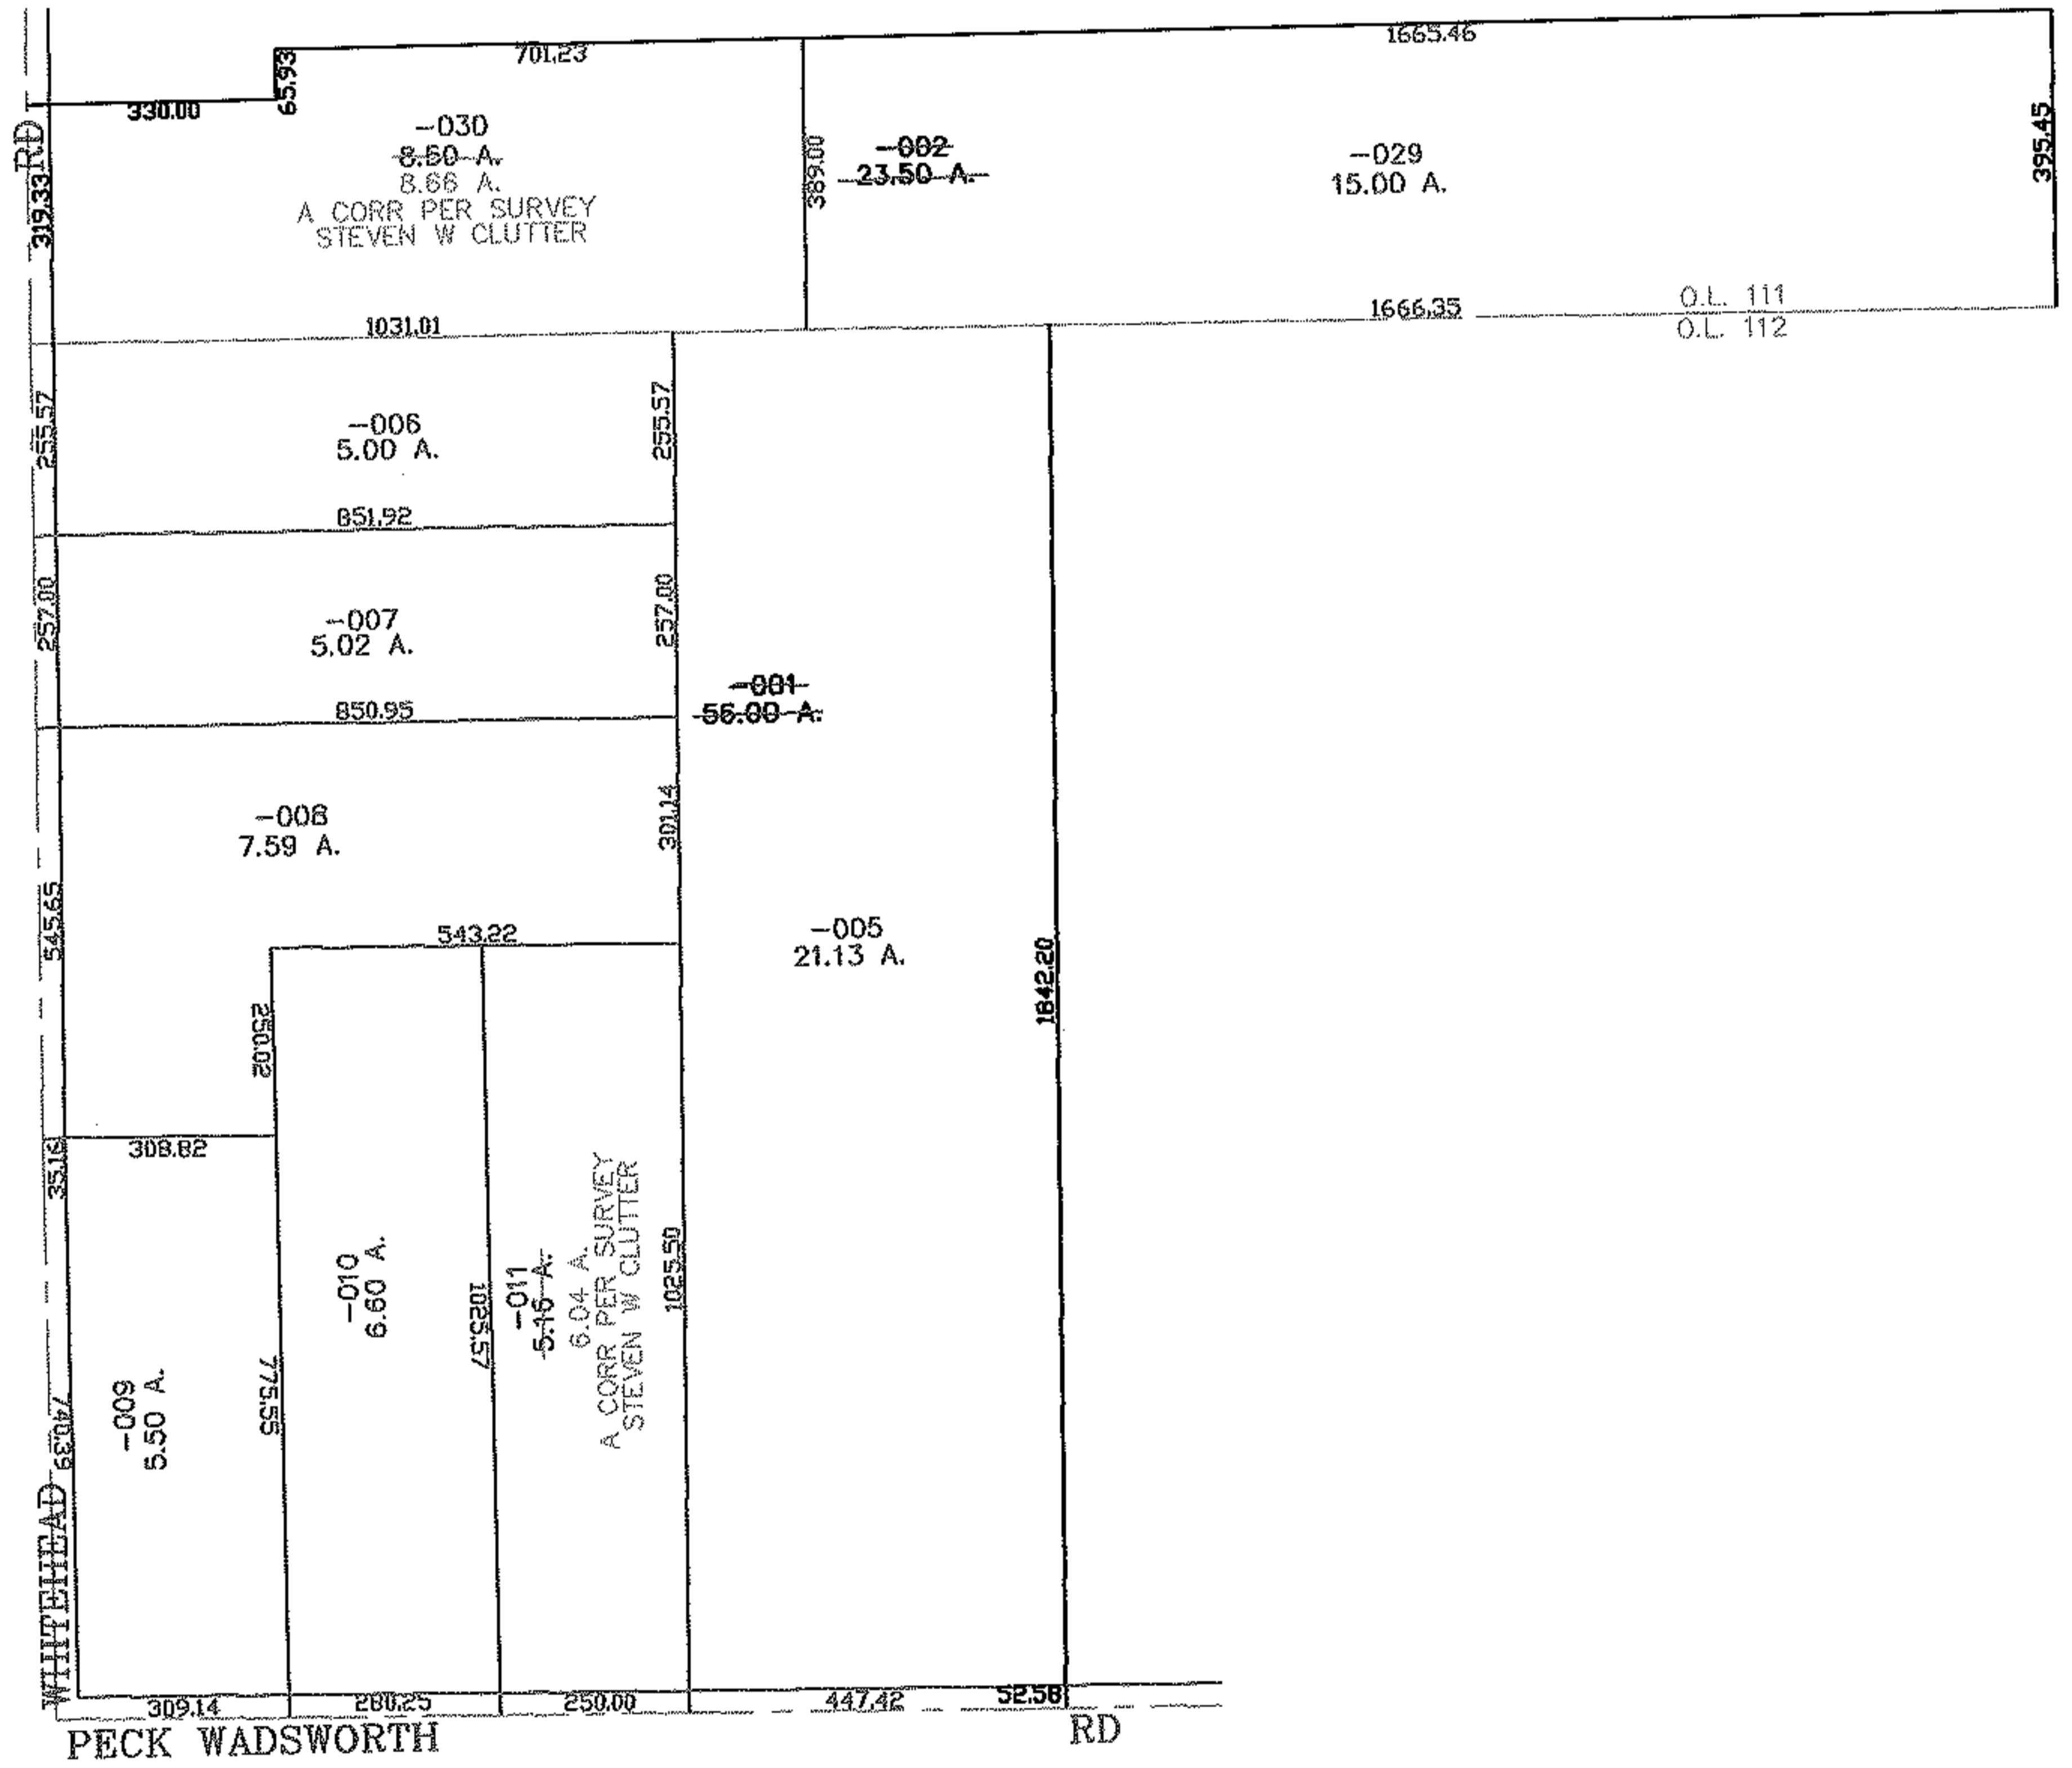 1665.46
701.23
65.93
330.00
RD
319.33
-030
8.50 A.
8.66 A.
A CORR PER SURVEY
STEVEN W CLUTTER
389.00
-002
23.50 A.
-029
15.00 A.
395.45
1031.01
1666.35
O.L. 111
O.L. 112
255.57
-006
5.00 A.
255.57
851.92
257.00
-007
5.02 A.
257.00
-001
56.00 A.
850.95
-008
7.59 A.
301.14
545.65
543.22
-005
21.13 A.
1842.20
250.02
308.82
35.16
-010
6.60 A.
1025.57
-011
5.16 A.
6.04 A.
A CORR PER SURVEY
STEVEN W CLUTTER
1025.50
775.55
-009
5.50 A.
740.39
WHITEHEAD
309.14
280.25
250.00
447.42
52.58
PECK WADSWORTH
RD